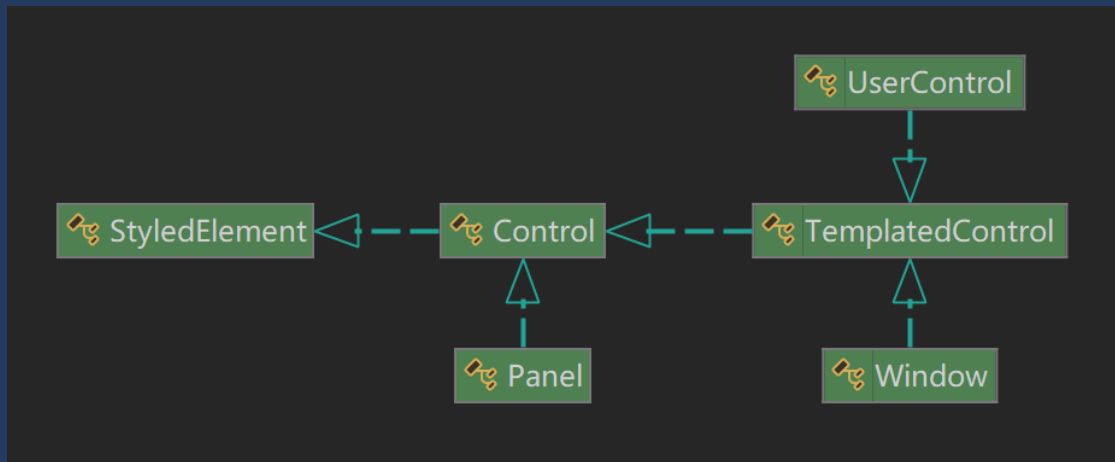 UserControl
StyledElement
Control
TemplatedControl
Panel
Window